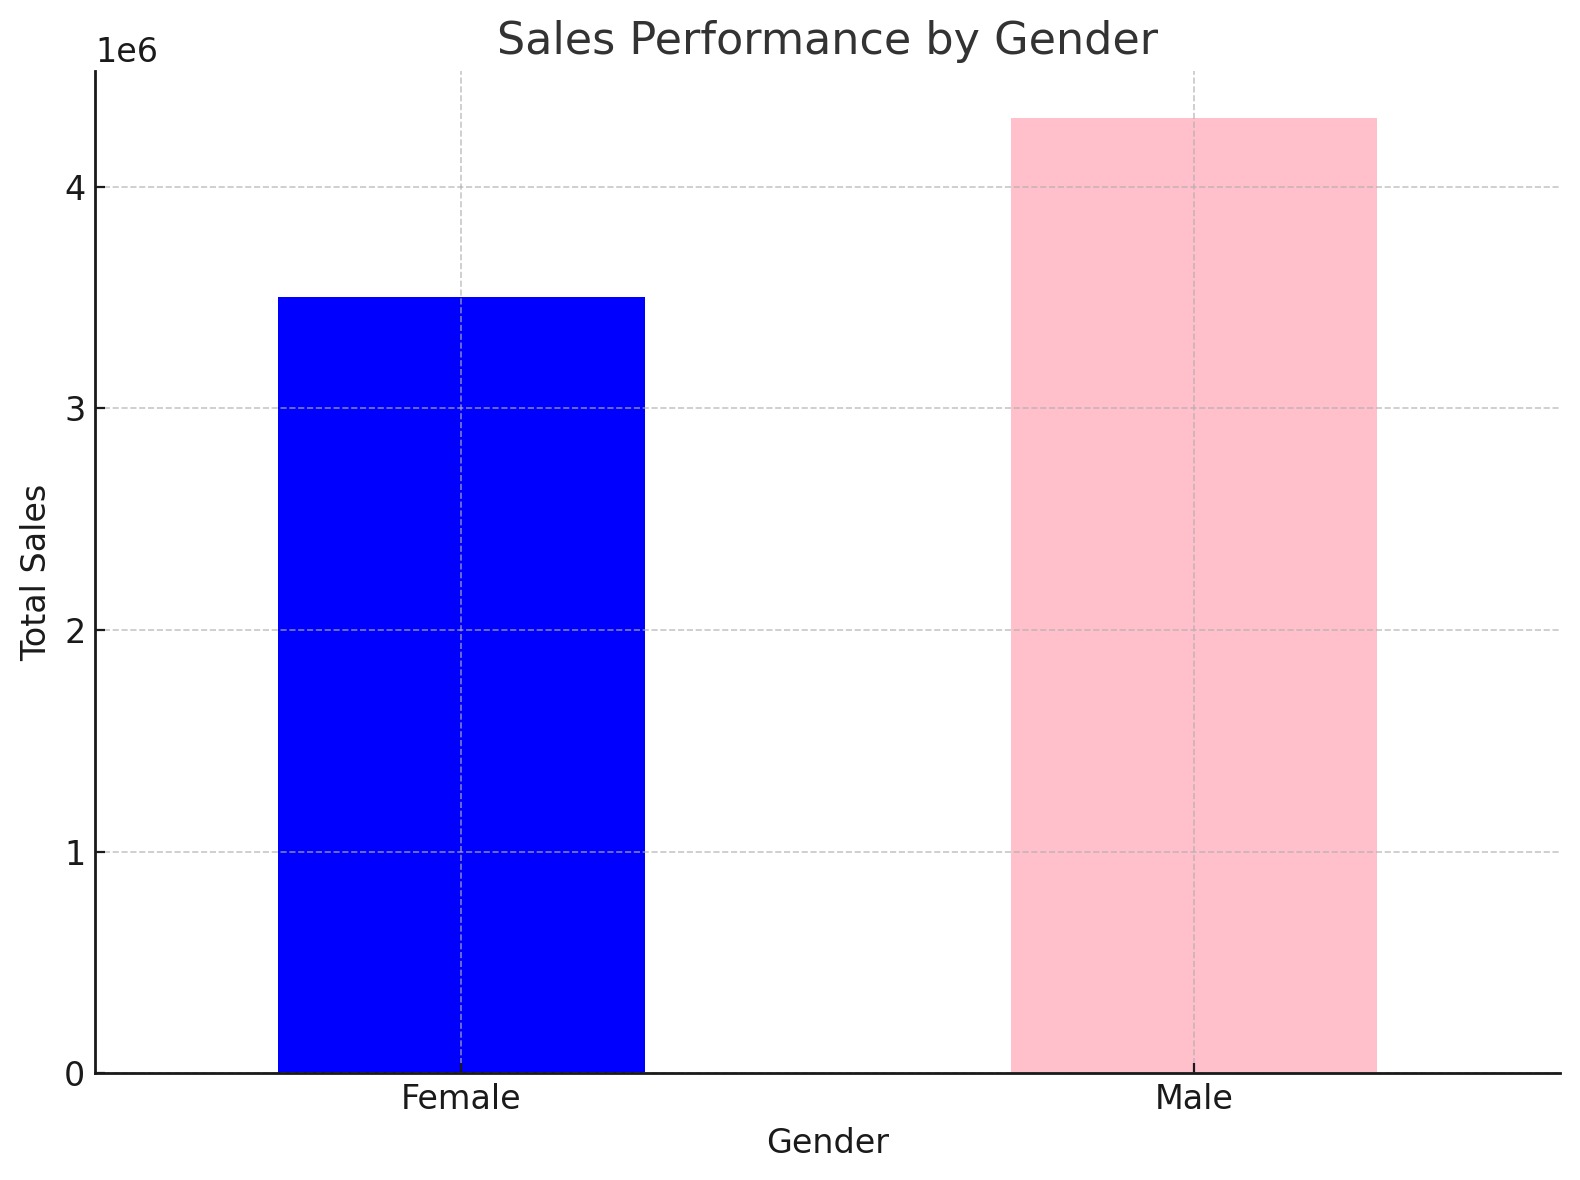 Sales Performance by Gender
1e6
4
3
2
1
0
Total Sales
Female
Male
Gender